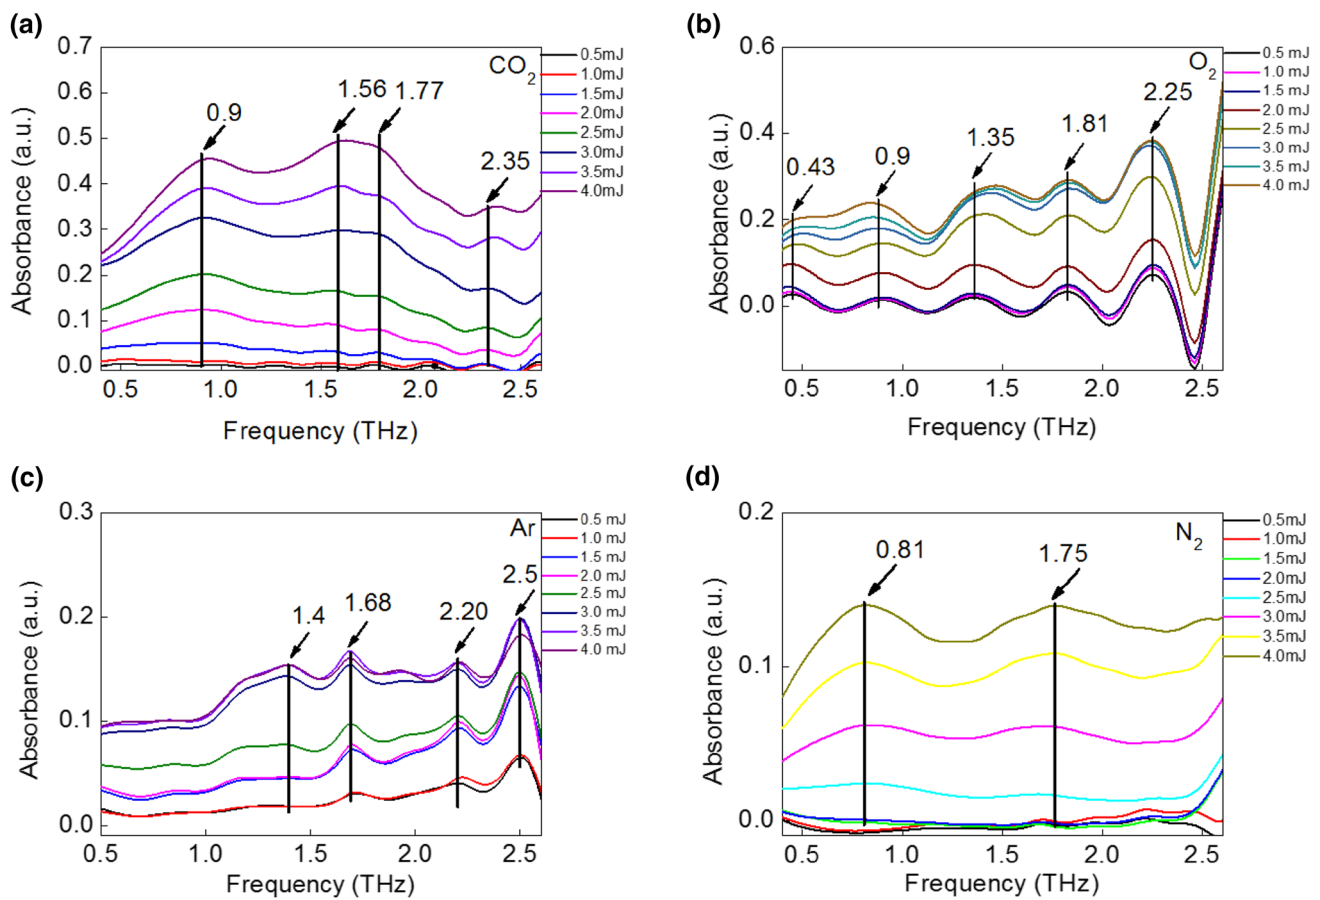 (a)
0.7
0.6
0.5
0.4
0.3
0.2
0.1
0.0
Absorbance (a.u.)
0.5 1.0 1.5 2.0 2.5
Frequency (THz)
CO2
0.9
1.56
1.77
2.35
0.5mJ
1.0mJ
1.5mJ
2.0mJ
2.5mJ
3.0mJ
3.5mJ
4.0mJ
(b)
0.6
0.4
0.2
0.0
Absorbance (a.u.)
0.5 1.0 1.5 2.0 2.5
Frequency (THz)
O2
0.43
0.9
1.35
1.81
2.25
0.5 mJ
1.0 mJ
1.5 mJ
2.0 mJ
2.5 mJ
3.0 mJ
3.5 mJ
4.0 mJ
(c)
0.3
0.2
0.1
0.0
Absorbance (a.u.)
0.5 1.0 1.5 2.0 2.5
Frequency (THz)
Ar
1.4
1.68
2.20
2.5
0.5 mJ
1.0 mJ
1.5 mJ
2.0 mJ
2.5 mJ
3.0 mJ
3.5 mJ
4.0 mJ
(d)
0.2
0.1
0.0
Absorbance (a.u.)
0.5 1.0 1.5 2.0 2.5
Frequency (THz)
N2
0.81
1.75
0.5mJ
1.0mJ
1.5mJ
2.0mJ
2.5mJ
3.0mJ
3.5mJ
4.0mJ